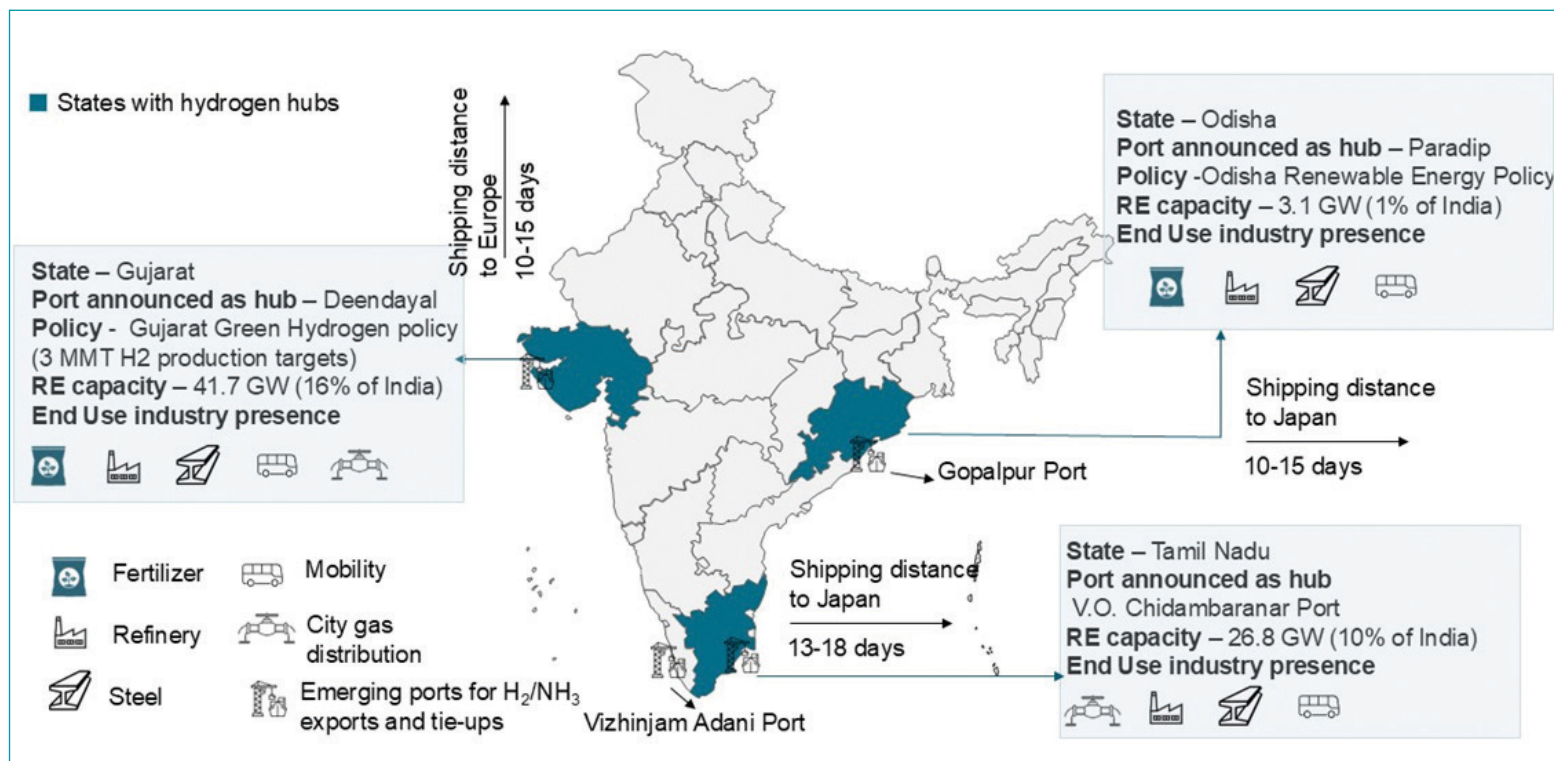 States with hydrogen hubs
Shipping distance
to Europe
10-15 days
State – Odisha
Port announced as hub – Paradip
Policy -Odisha Renewable Energy Policy
RE capacity – 3.1 GW (1% of India)
End Use industry presence
State – Gujarat
Port announced as hub – Deendayal
Policy - Gujarat Green Hydrogen policy
(3 MMT H2 production targets)
RE capacity – 41.7 GW (16% of India)
End Use industry presence
Shipping distance
to Japan
10-15 days
Gopalpur Port
State – Tamil Nadu
Port announced as hub
V.O. Chidambaranar Port
RE capacity – 26.8 GW (10% of India)
End Use industry presence
Shipping distance
to Japan
13-18 days
Vizhinjam Adani Port
Fertilizer
Mobility
Refinery
City gas
distribution
Steel
Emerging ports for H₂/NH₃
exports and tie-ups